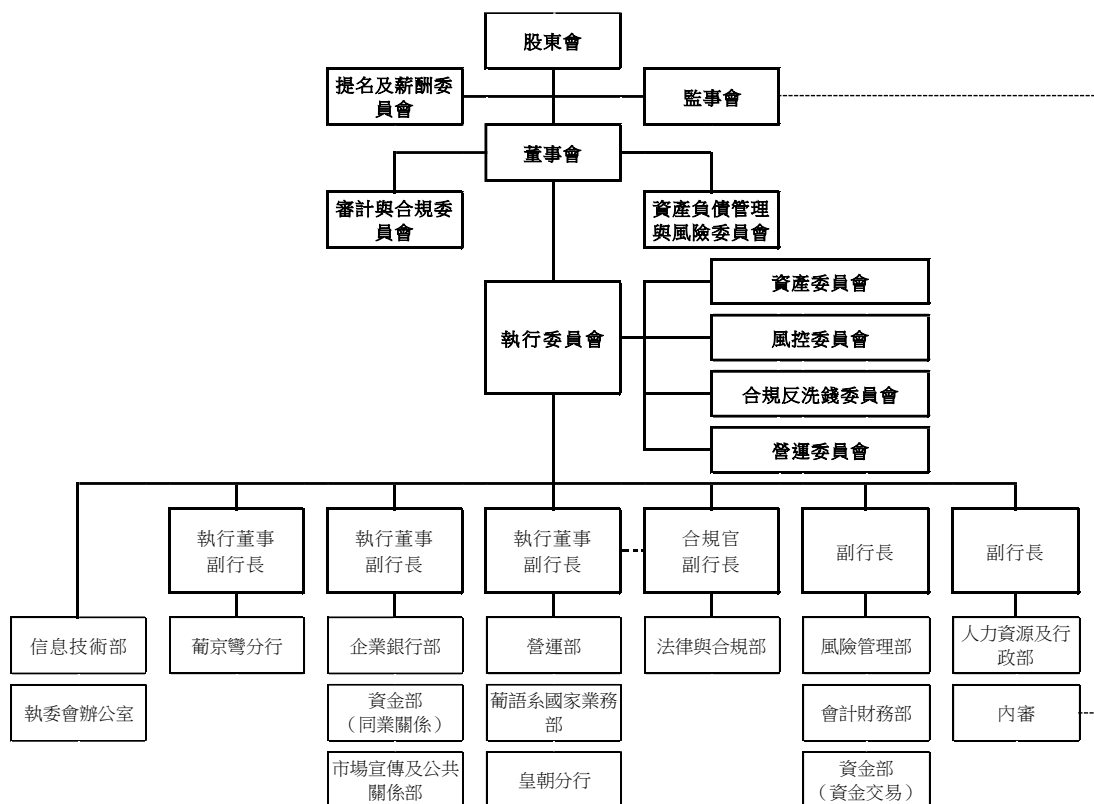 股東會
提名及薪酬委
員會
監事會
董事會
審計與合規委
員會
資產負債管理
與風險委員會
資產委員會
執行委員會
風控委員會
合規反洗錢委員會
營運委員會
執行董事
副行長
執行董事
副行長
執行董事
副行長
合規官
副行長
副行長
副行長
信息技術部
葡京彎分行
企業銀行部
營運部
法律與合規部
風險管理部
人力資源及行
政部
執委會辦公室
資金部
（同業關係）
葡語系國家業務
部
會計財務部
內審
市場宣傳及公共
關係部
皇朝分行
資金部
（資金交易）